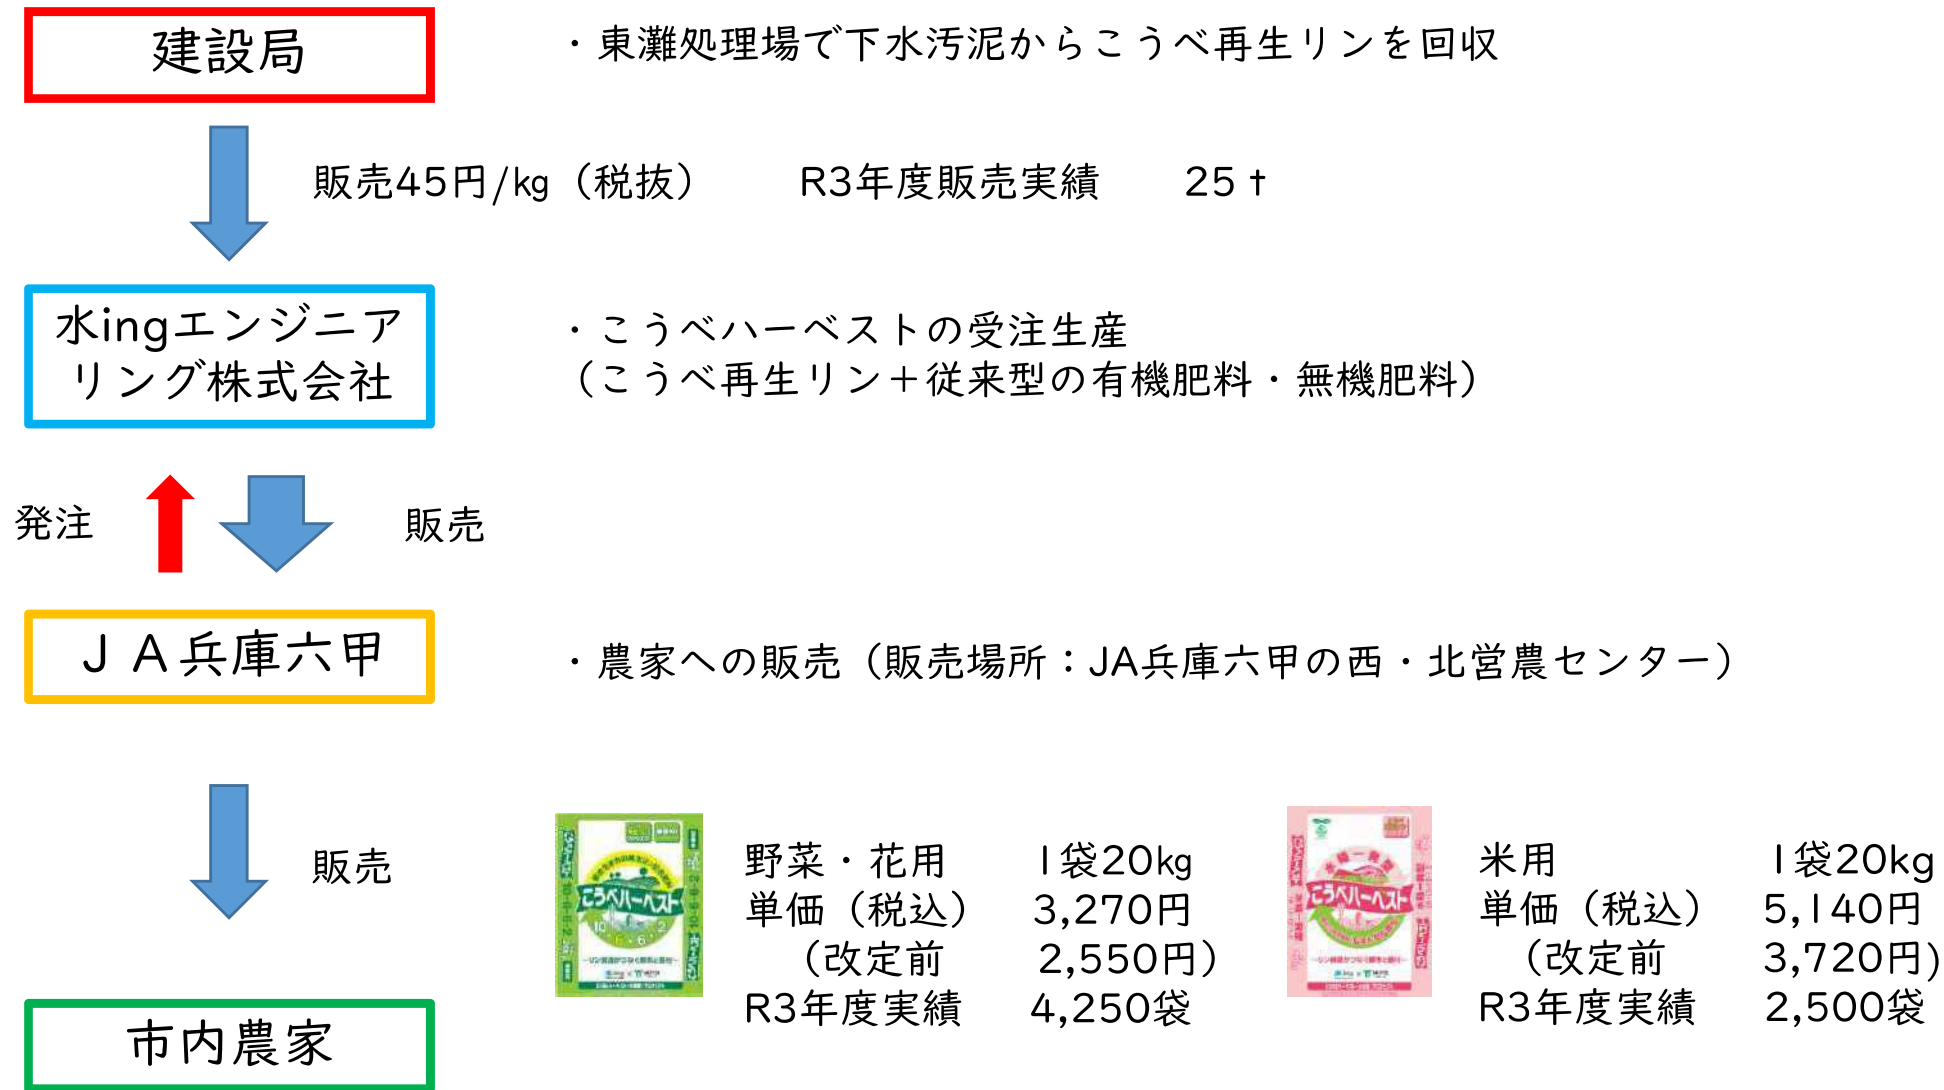 建設局
・東灘処理場で下水汚泥からこうべ再生リンを回収
販売45円/kg（税抜）　R3年度販売実績　25t
水ingエンジニア
リング株式会社
・こうべハーベストの受注生産
（こうべ再生リン＋従来型の有機肥料・無機肥料）
発注
販売
ＪＡ兵庫六甲
・農家への販売（販売場所：JA兵庫六甲の西・北営農センター）
販売
こうべハーベスト
野菜・花用　1袋20kg
単価（税込）　3,270円
（改定前　2,550円）
R3年度実績　4,250袋
こうべハーベスト
米用　1袋20kg
単価（税込）　5,140円
（改定前　3,720円）
R3年度実績　2,500袋
市内農家